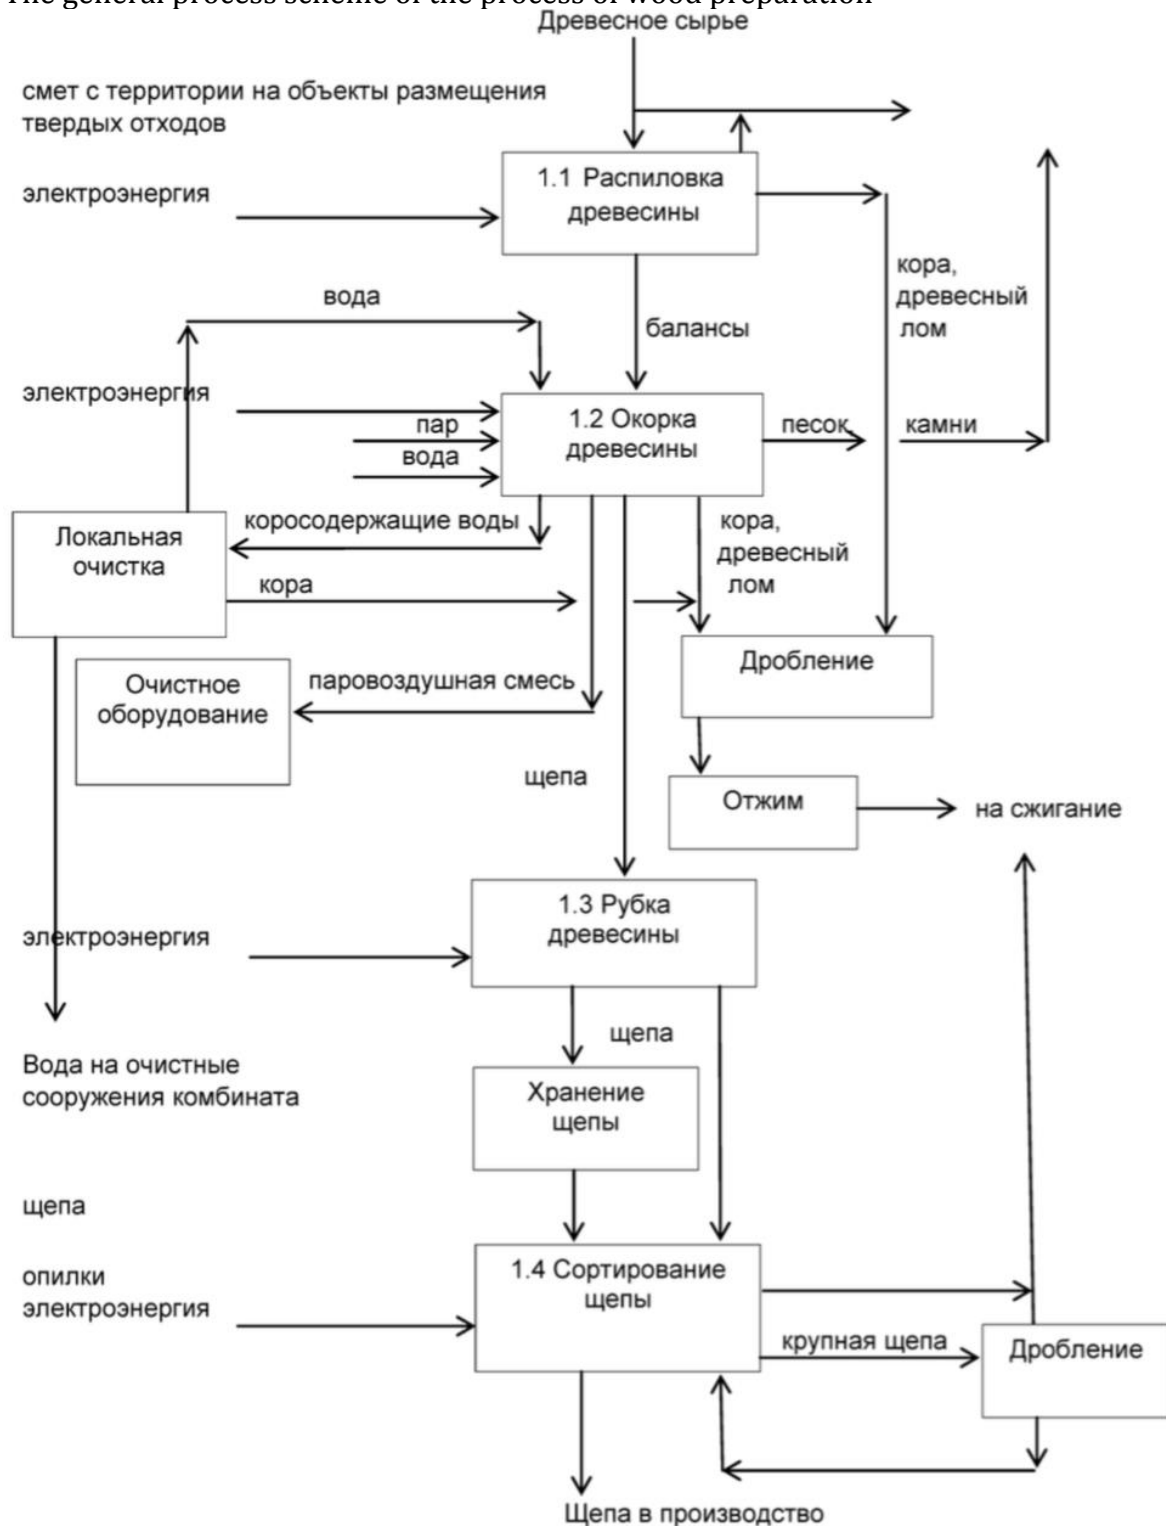 The general process scheme of the process of wood preparation
Древесное сырье
смет с территории на объекты размещения
твердых отходов
1.1 Распиловка
древесины
электроэнергия
кора,
древесный
лом
вода
балансы
электроэнергия
1.2 Окорка
древесины
пар
вода
песок
камни
коросодержащие воды
кора,
древесный
лом
Локальная
очистка
кора
Дробление
Очистное
оборудование
паровоздушная смесь
щепа
Отжим
на сжигание
1.3 Рубка
древесины
электроэнергия
щепа
Вода на очистные
сооружения комбината
Хранение
щепы
щепа
1.4 Сортирование
щепы
опилки
электроэнергия
крупная щепа
Дробление
Щепа в производство